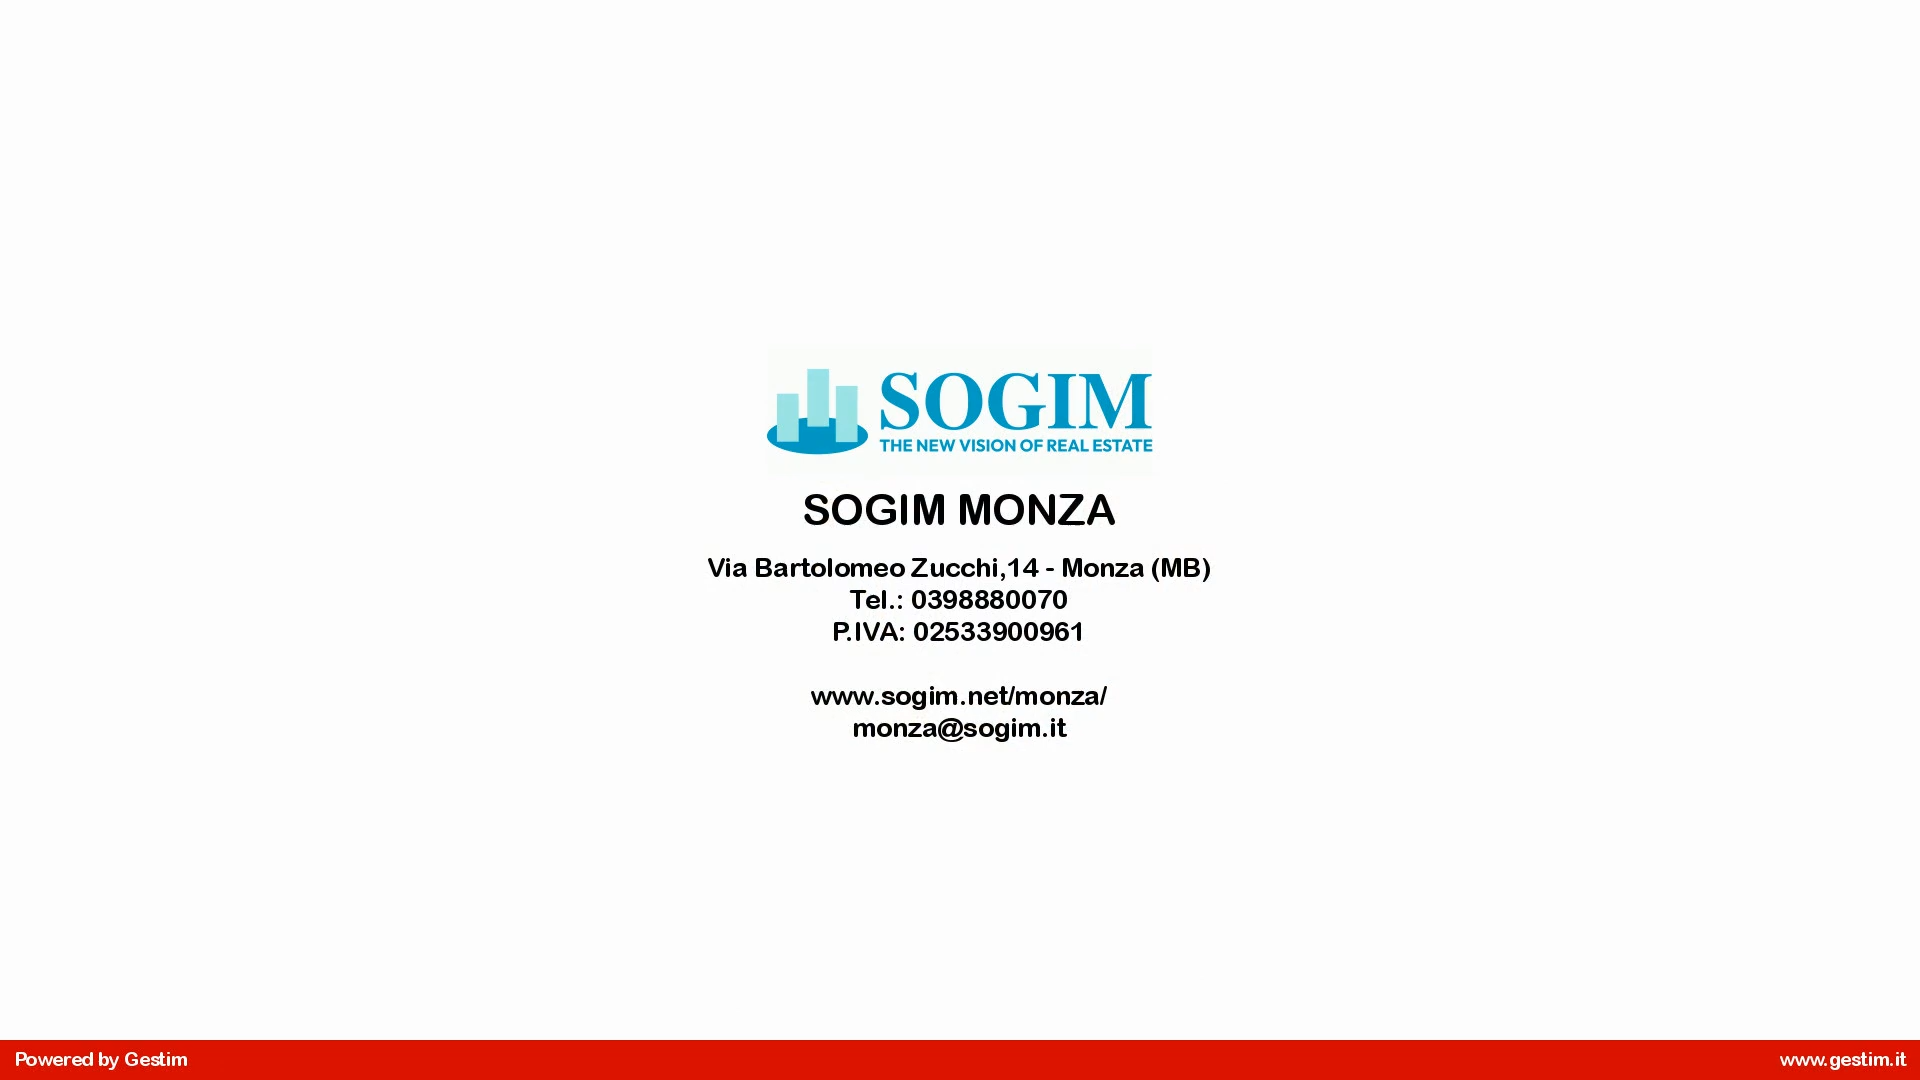 SOGIM
THE NEW VISION OF REAL ESTATE
SOGIM MONZA
Via Bartolomeo Zucchi,14 - Monza (MB)
Tel.: 0398880070
P.IVA: 02533900961
www.sogim.net/monza/
monza@sogim.it
Powered by Gestim
www.gestim.it